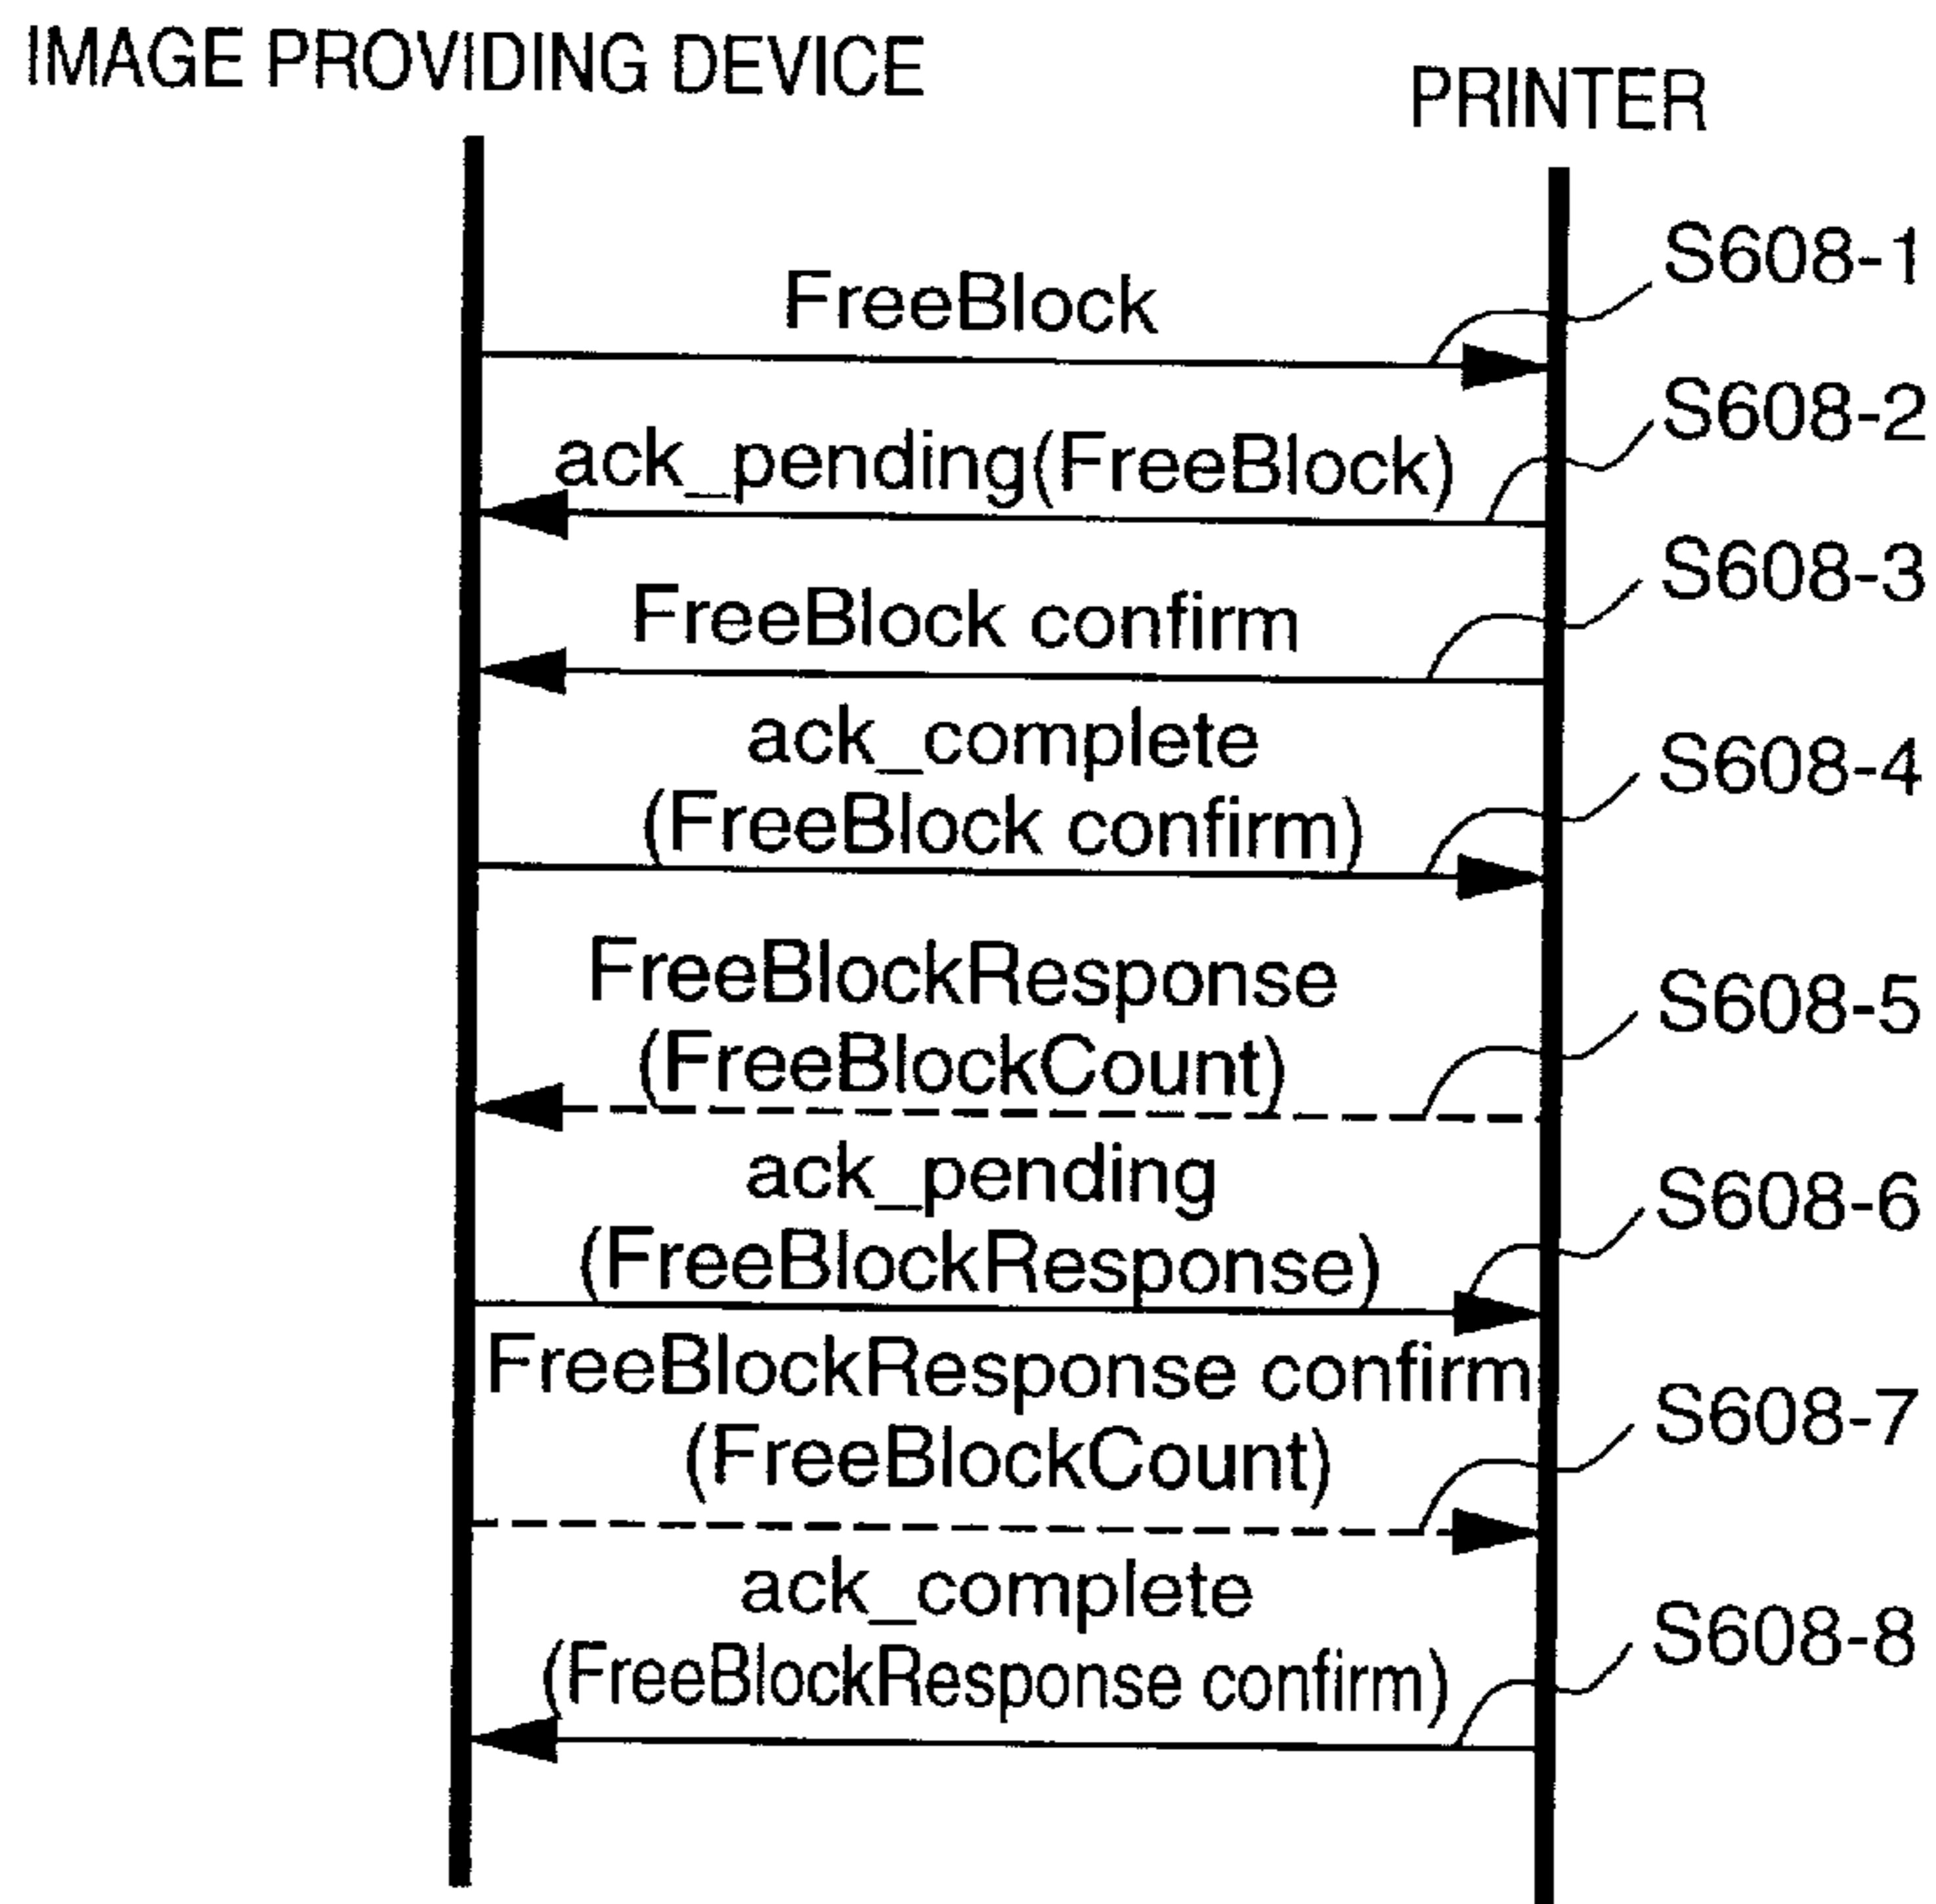 IMAGE PROVIDING DEVICE
PRINTER
FreeBlock
S608-1
ack_pending(FreeBlock)
S608-2
FreeBlock confirm
S608-3
ack_complete
(FreeBlock confirm)
S608-4
FreeBlockResponse
(FreeBlockCount)
S608-5
ack_pending
(FreeBlockResponse)
S608-6
FreeBlockResponse confirm
(FreeBlockCount)
S608-7
ack_complete
(FreeBlockResponse confirm)
S608-8